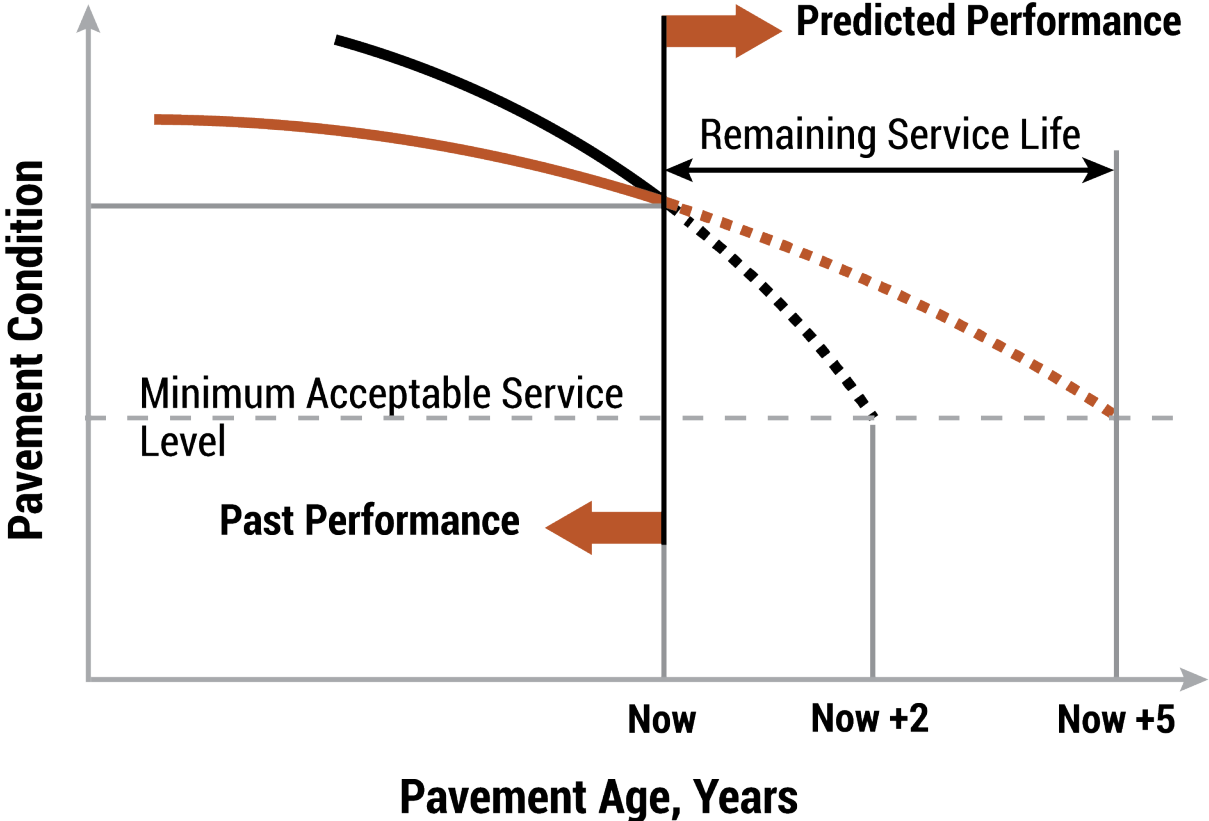 Predicted Performance
Remaining Service Life
Pavement Condition
Minimum Acceptable Service
Level
Past Performance
Now
Now +2
Now +5
Pavement Age, Years